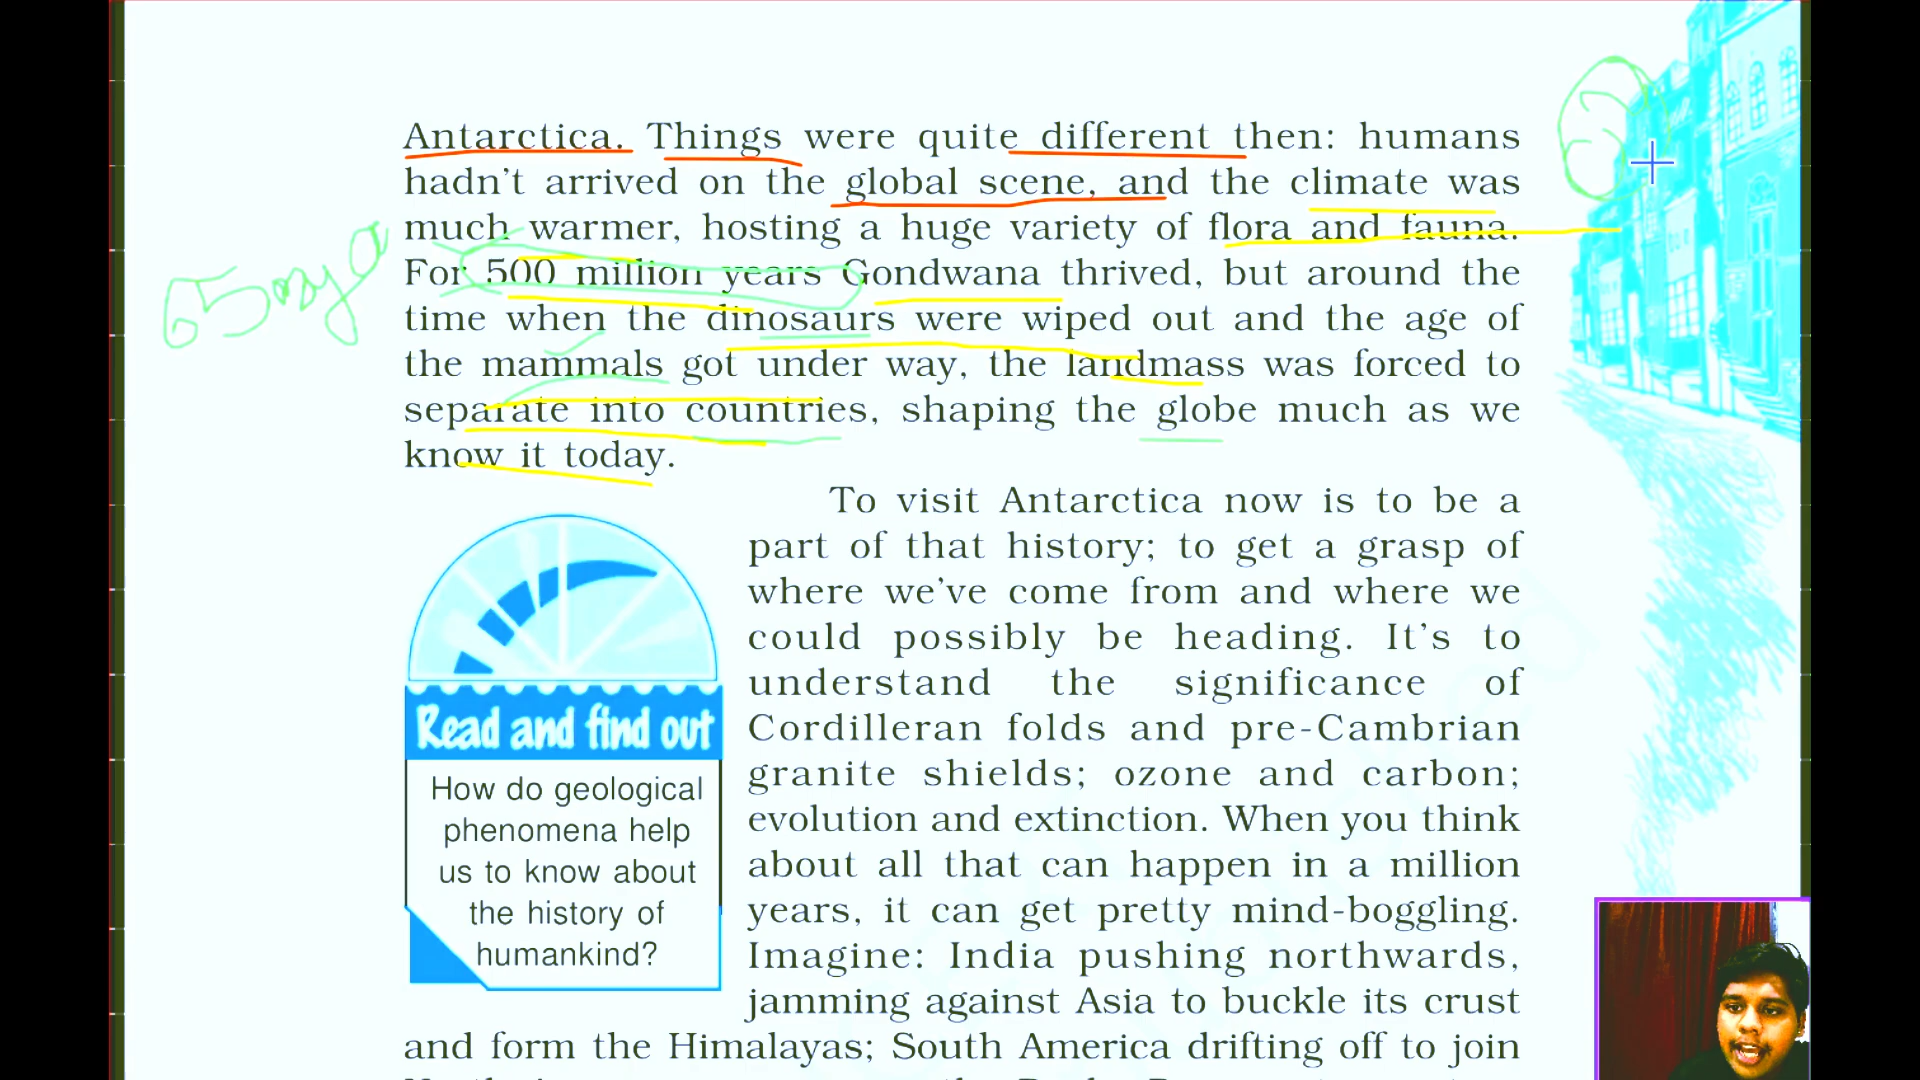 Antarctica. Things were quite different then: humans
hadn't arrived on the global scene, and the climate was
much warmer, hosting a huge variety of flora and fauna.
For 500 million years Gondwana thrived, but around the
time when the dinosaurs were wiped out and the age of
the mammals got under way, the landmass was forced to
separate into countries, shaping the globe much as we
know it today.
65 mya
To visit Antarctica now is to be a
part of that history; to get a grasp of
where we've come from and where we
could possibly be heading. It's to
understand the significance of
Cordilleran folds and pre-Cambrian
granite shields; ozone and carbon;
evolution and extinction. When you think
about all that can happen in a million
years, it can get pretty mind-boggling.
Imagine: India pushing northwards,
jamming against Asia to buckle its crust
and form the Himalayas; South America drifting off to join
Read and find out
How do geological
phenomena help
us to know about
the history of
humankind?